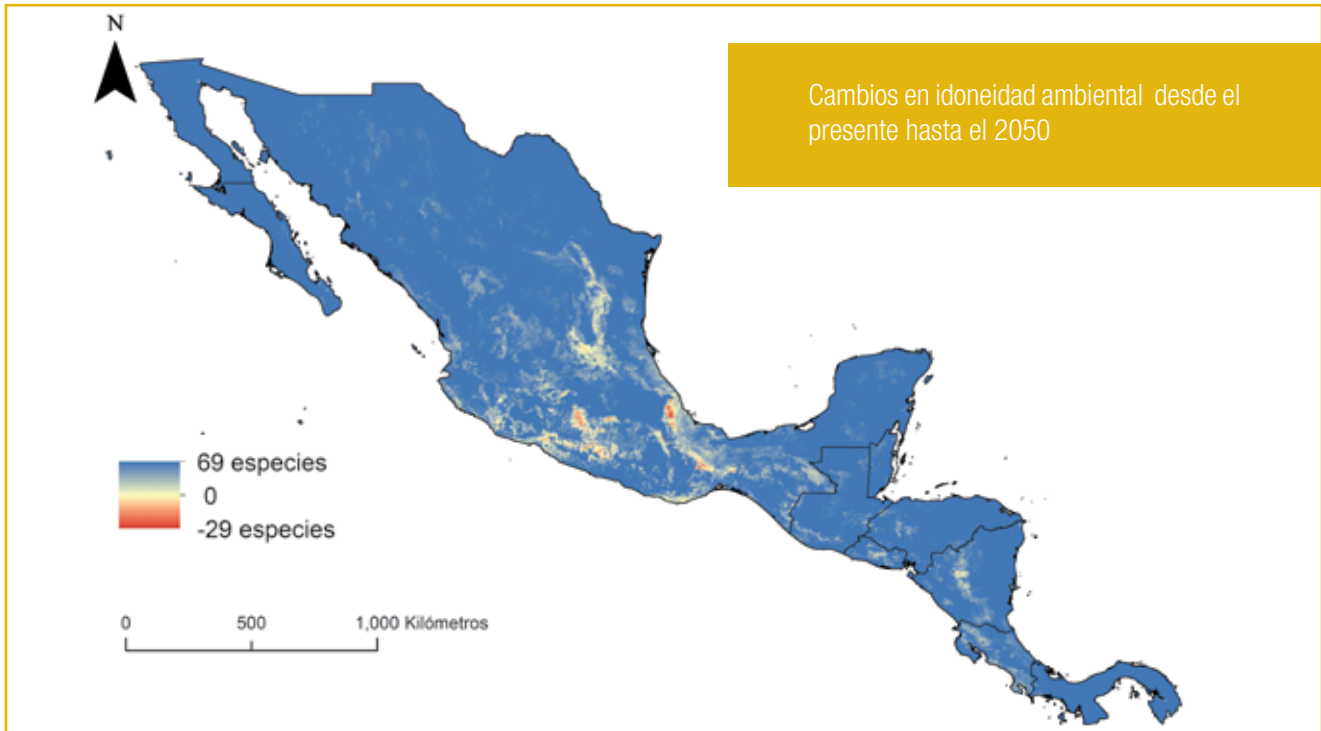 N
Cambios en idoneidad ambiental desde el
presente hasta el 2050
69 especies
0
-29 especies
0 500 1,000 Kilómetros